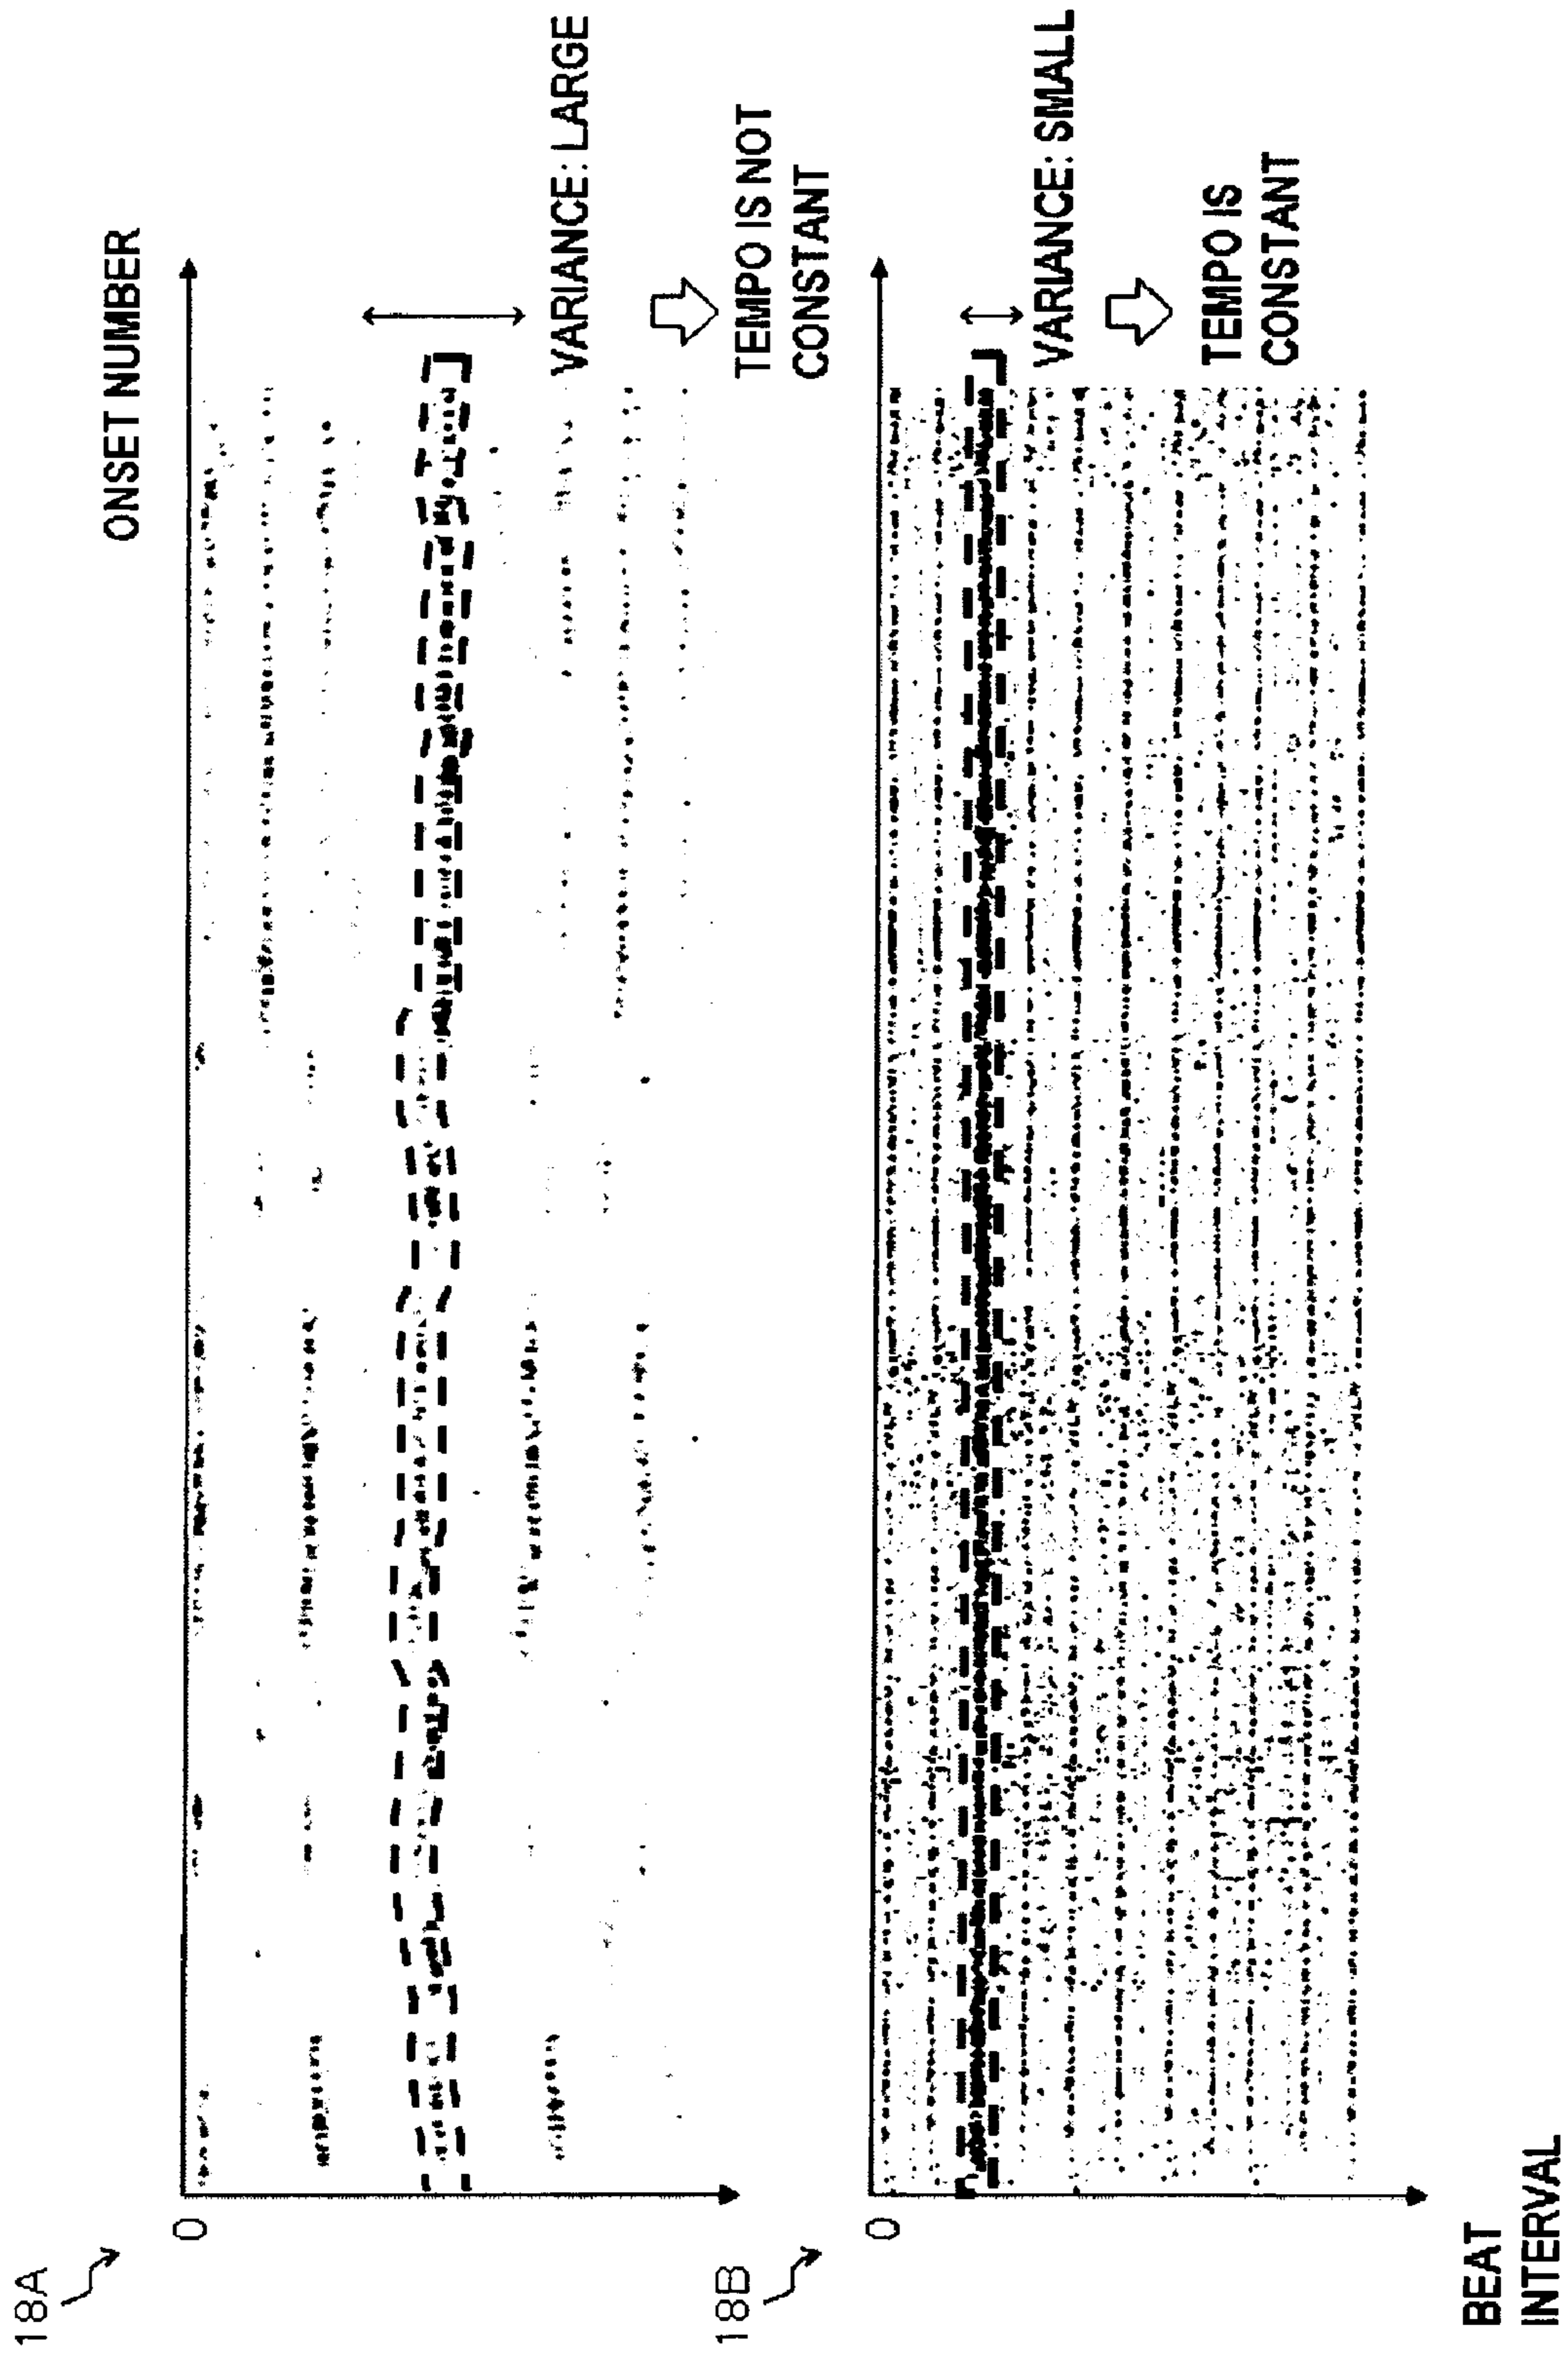 18A
0
ONSET NUMBER
VARIANCE: LARGE
TEMPO IS NOT
CONSTANT
18B
0
VARIANCE: SMALL
TEMPO IS
CONSTANT
BEAT
INTERVAL